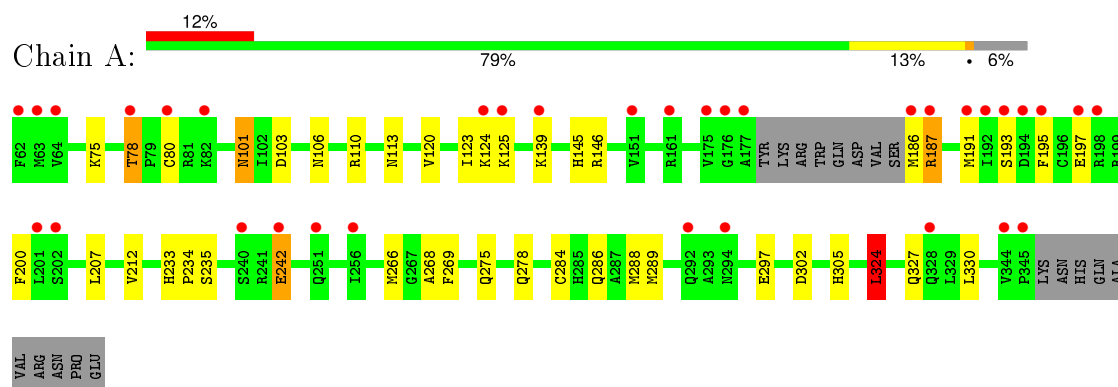 12%
Chain A:
79% 13% • 6%
F62 M63 V64 K75 T78 P79 C80 R81 K82 N101 I102 D103 N106 R110 N113 V120 I123 K124 K125 K139 H145 R146 V151 R161 V175 G176 A177 TYR LYS ARG TRP GLN ASP VAL SER M186 R187 M191 I192 S193 D194 F195 C196 E197 R198 R199
F200 L201 S202 L207 V212 H233 P234 S235 S240 R241 E242 Q251 I256 M266 G267 A268 F269 Q275 Q278 C284 H285 Q286 A287 M288 M289 Q292 A293 N294 E297 D302 H305 L324 Q327 Q328 L329 L330 V344 P345 LYS ASN HIS GLN ALA
VAL ARG ASN PRO GLU